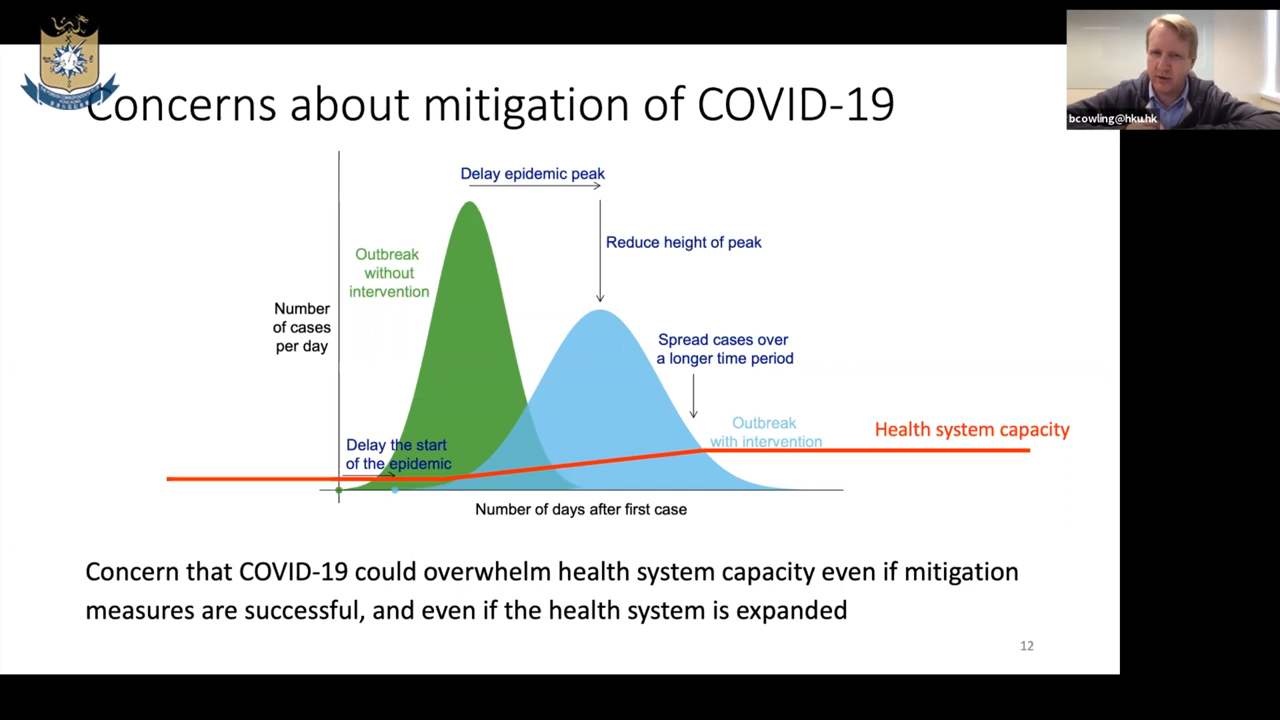 Concerns about mitigation of COVID-19
bcowling@hku.hk
Delay epidemic peak
Reduce height of peak
Outbreak
without
intervention
Number
of cases
per day
Spread cases over
a longer time period
Outbreak
with intervention
Health system capacity
Delay the start
of the epidemic
Number of days after first case
Concern that COVID-19 could overwhelm health system capacity even if mitigation
measures are successful, and even if the health system is expanded
12